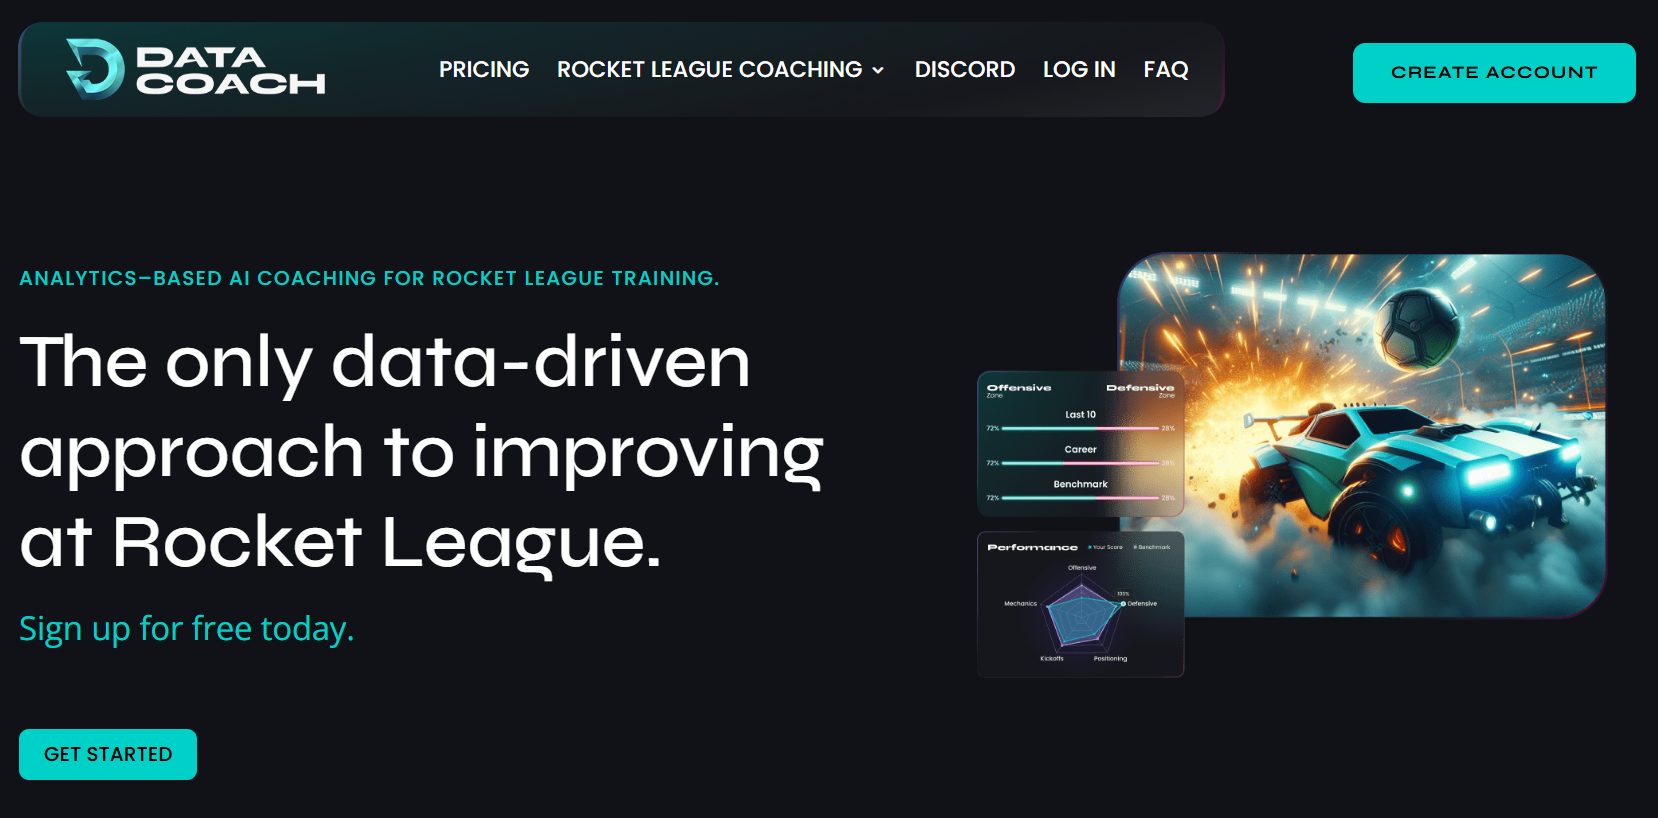 DATA
COACH
PRICING
ROCKET LEAGUE COACHING
DISCORD
LOG IN
FAQ
CREATE ACCOUNT
ANALYTICS–BASED AI COACHING FOR ROCKET LEAGUE TRAINING.
The only data-driven
approach to improving
at Rocket League.
Sign up for free today.
GET STARTED
Offensive Defensive
Zone Zone
Last 10
72% 28%
Career
72% 28%
Benchmark
72% 28%
Performance Your Score Benchmark
Offensive
100%
Mechanics Defensive
Kickoffs Positioning